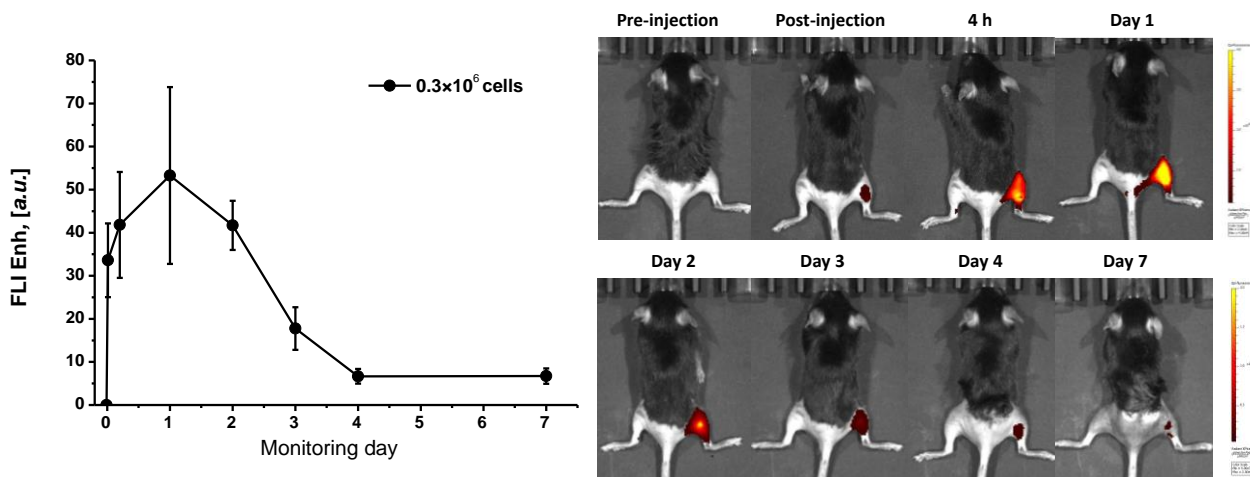 0.3×10⁶ cells
FLI Enh, [a.u.]
80
70
60
50
40
30
20
10
0
0 1 2 3 4 5 6 7
Monitoring day
Pre-injection Post-injection 4 h Day 1
Day 2 Day 3 Day 4 Day 7